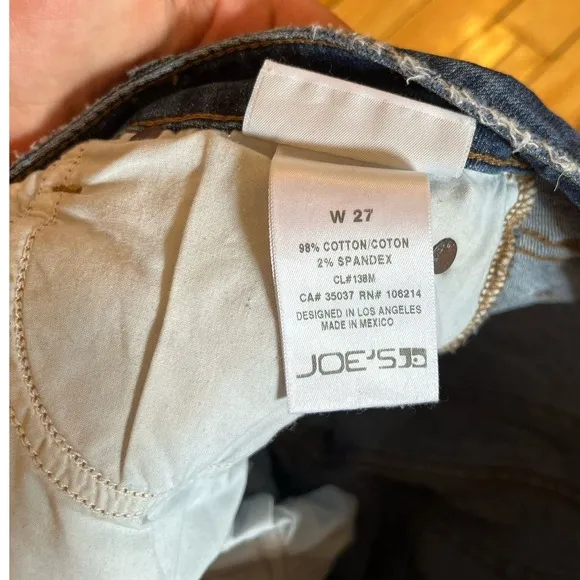 W 27
98% COTTON/COTON
2% SPANDEX
CL#138M
CA# 35037 RN# 106214
DESIGNED IN LOS ANGELES
MADE IN MEXICO
JOE'S